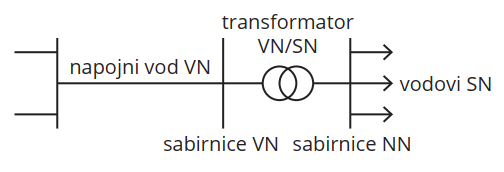 transformator
VN/SN
napojni vod VN
vodovi SN
sabirnice VN
sabirnice NN